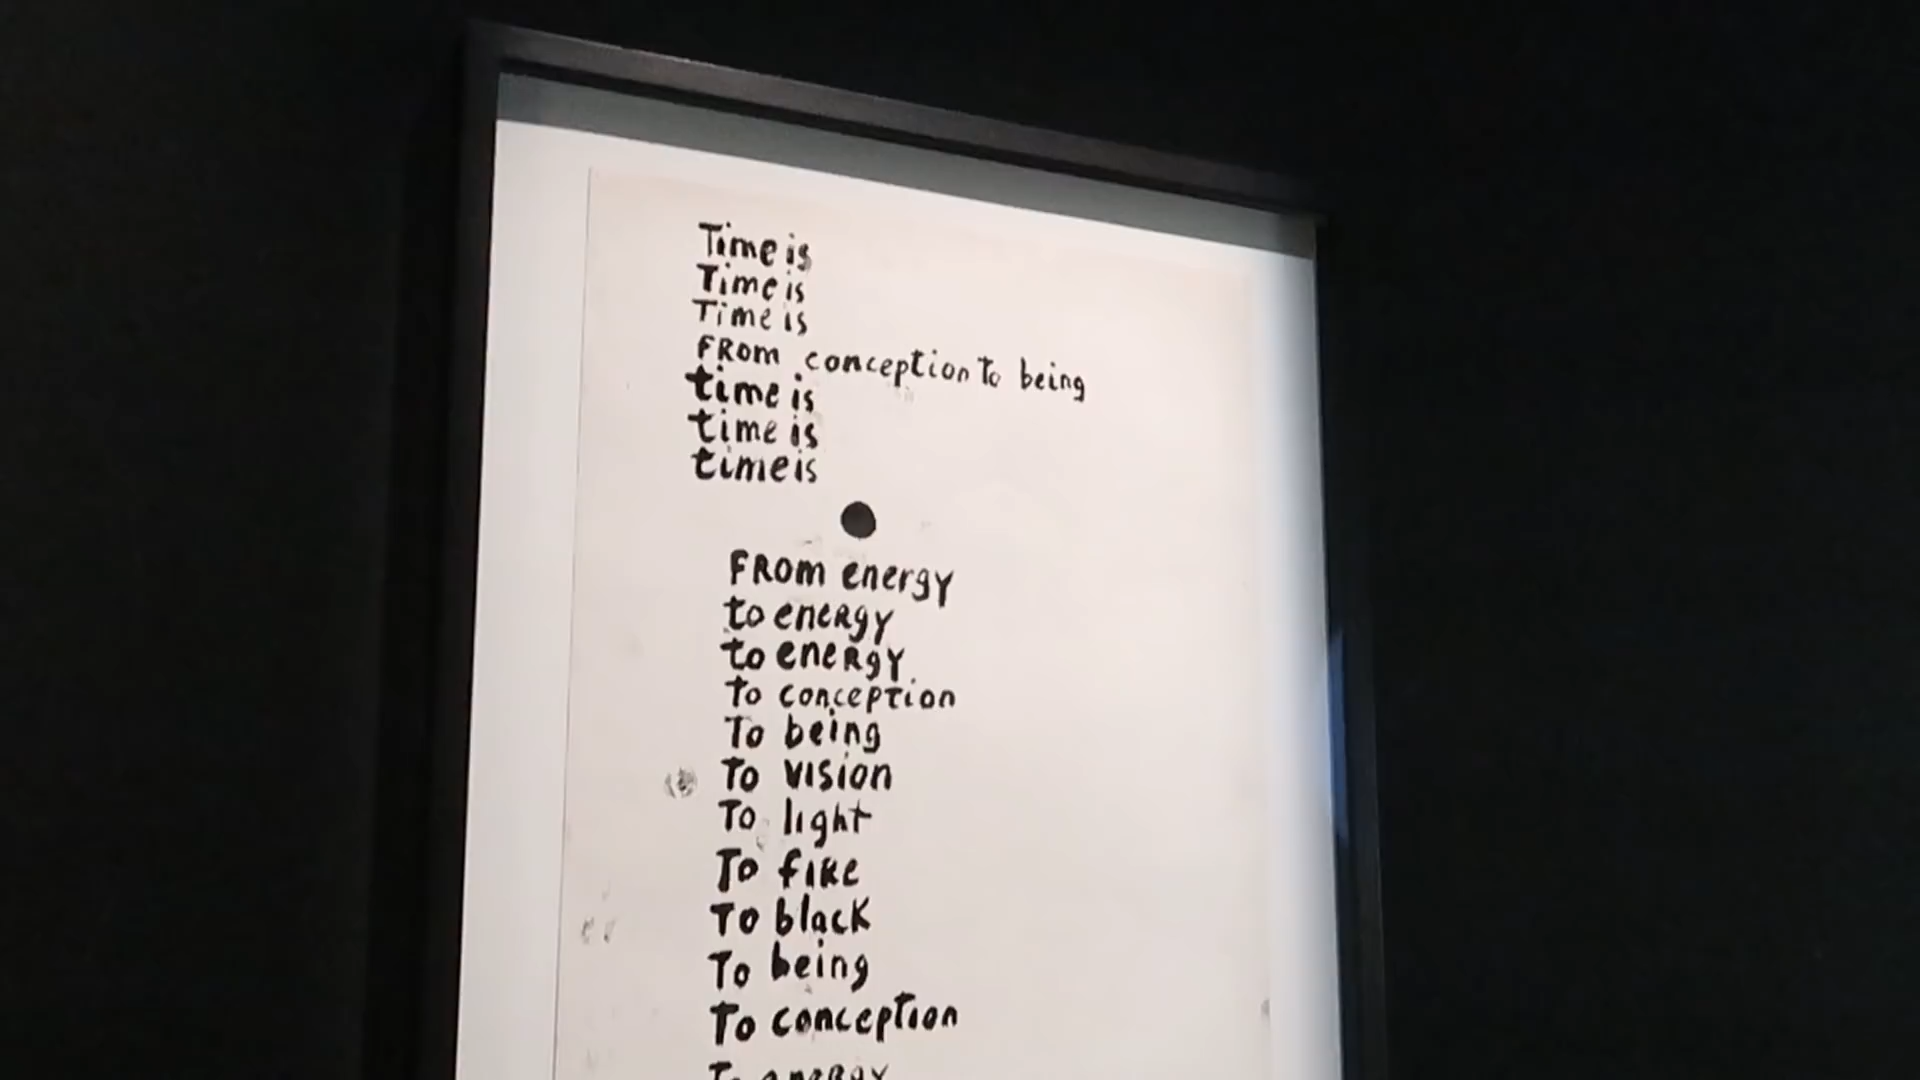 Time is
Time is
Time is
FROM conception To being
time is
time is
time is
FROM energy
to eneRgy
to eneRgy
To conception
To being
To vision
To light
To fiRe
To black
To being
To conception
To energy